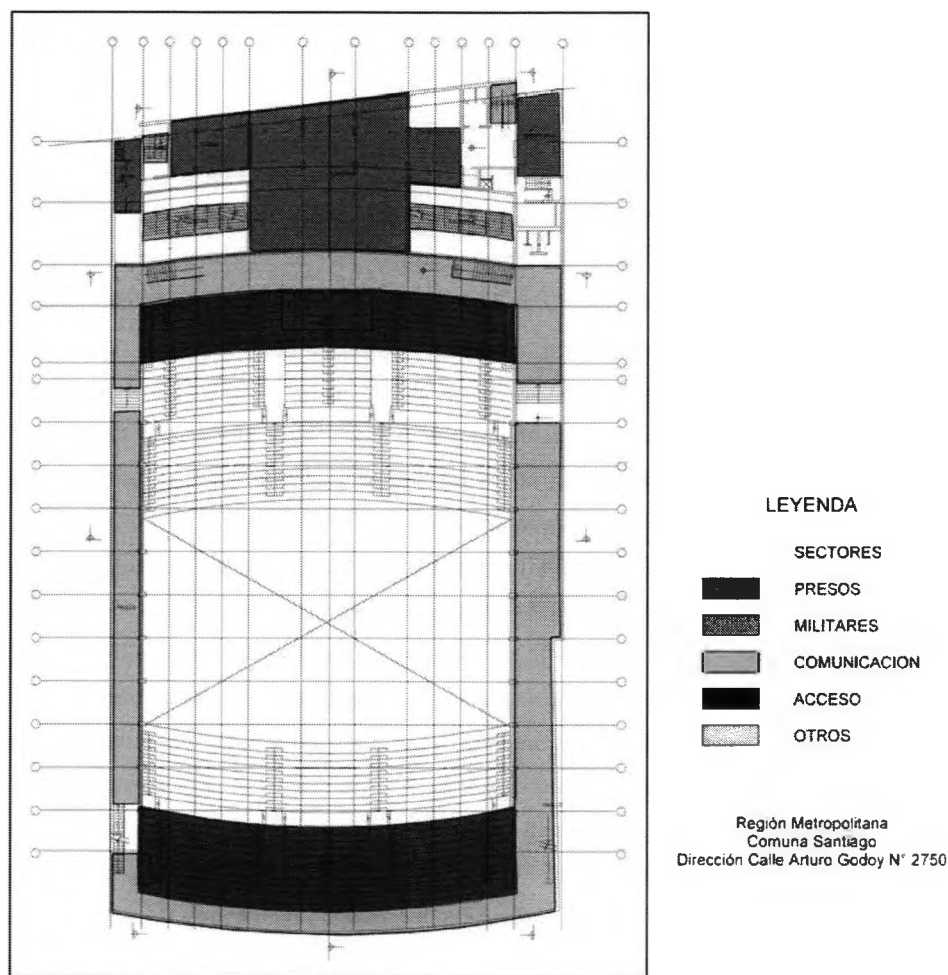 LEYENDA
SECTORES
PRESOS
MILITARES
COMUNICACION
ACCESO
OTROS
Región Metropolitana
Comuna Santiago
Dirección Calle Arturo Godoy N° 2750